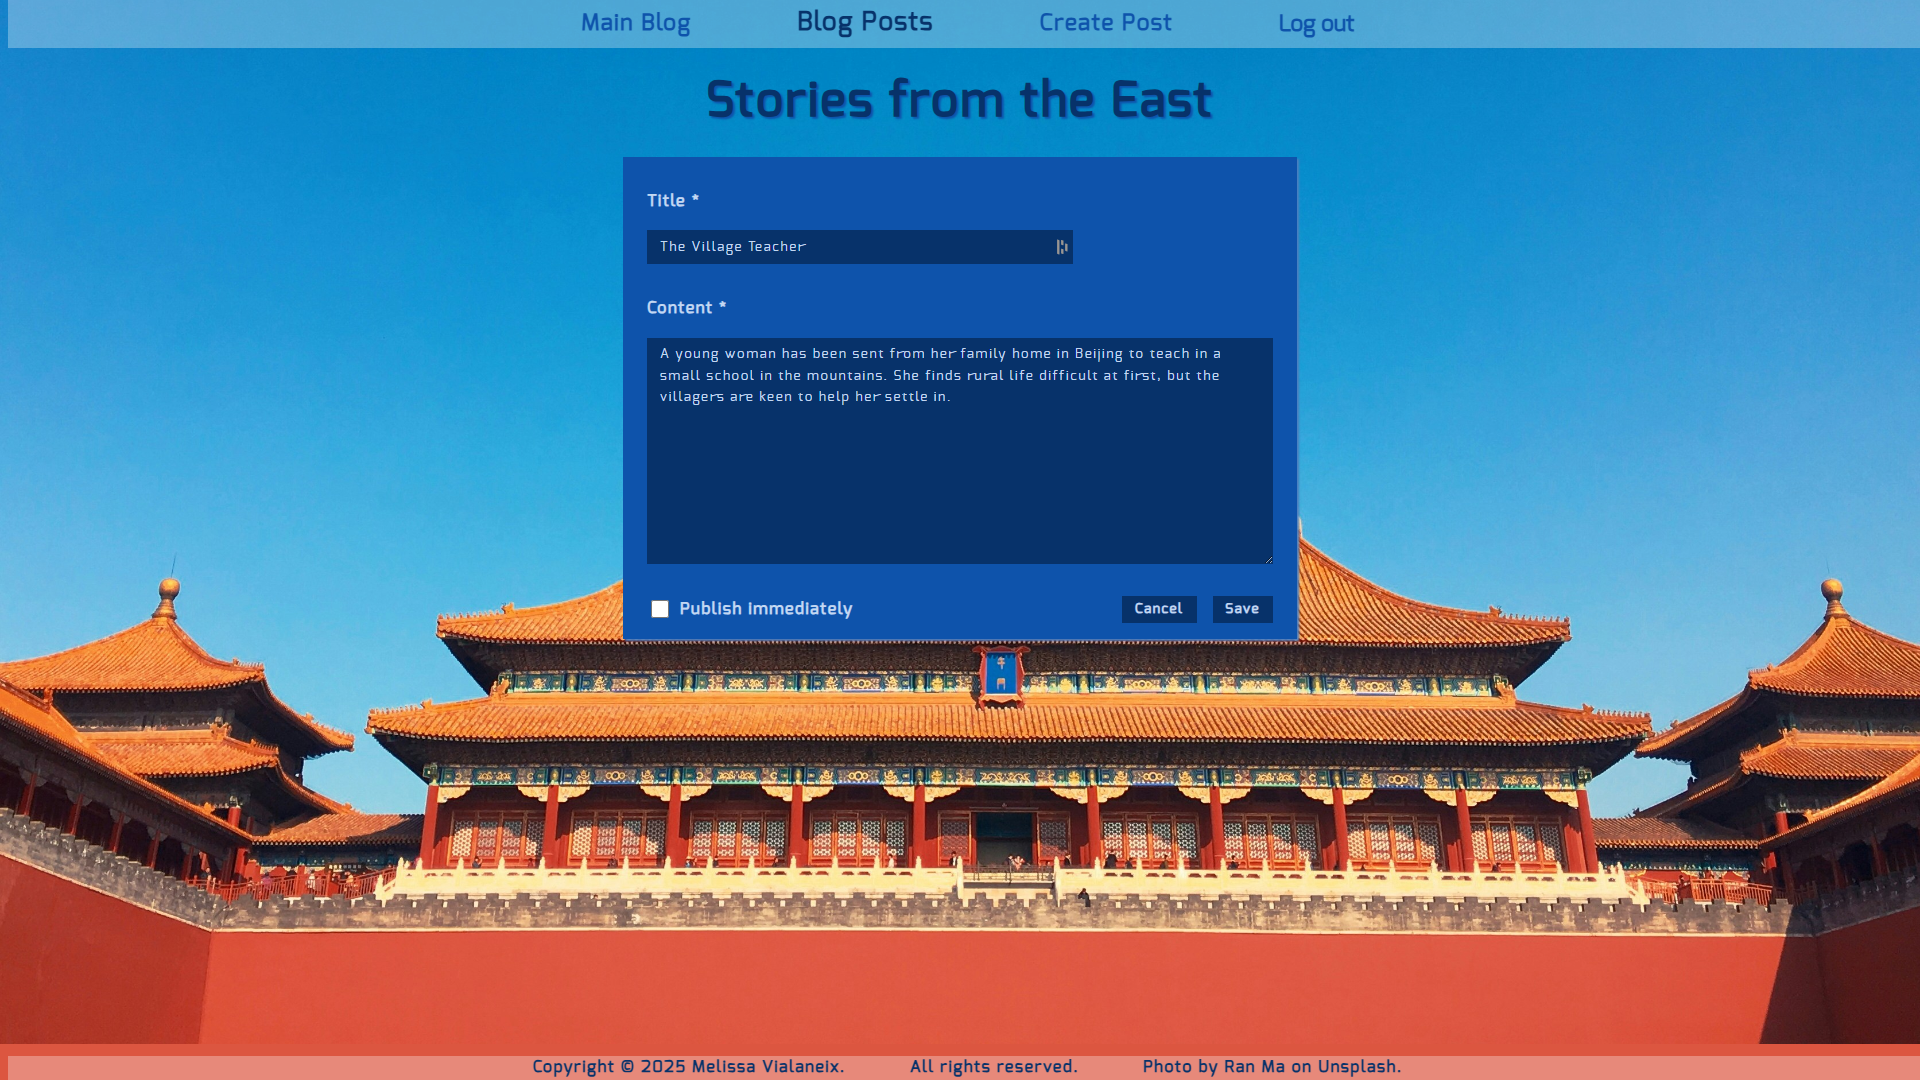 Main Blog Blog Posts Create Post Log out
Stories from the East
Title *
The Village Teacher
Content *
A young woman has been sent from her family home in Beijing to teach in a
small school in the mountains. She finds rural life difficult at first, but the
villagers are keen to help her settle in.
Publish immediately Cancel Save
Copyright © 2025 Melissa Vialaneix. All rights reserved. Photo by Ran Ma on Unsplash.